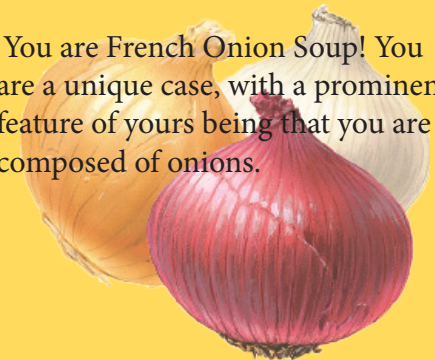 You are French Onion Soup! You
are a unique case, with a prominen
feature of yours being that you are
composed of onions.